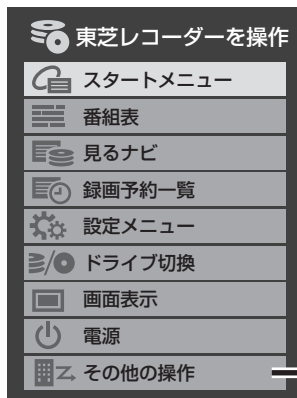 東芝レコーダーを操作
スタートメニュー
番組表
見るナビ
録画予約一覧
設定メニュー
ドライブ切換
画面表示
電源
その他の操作